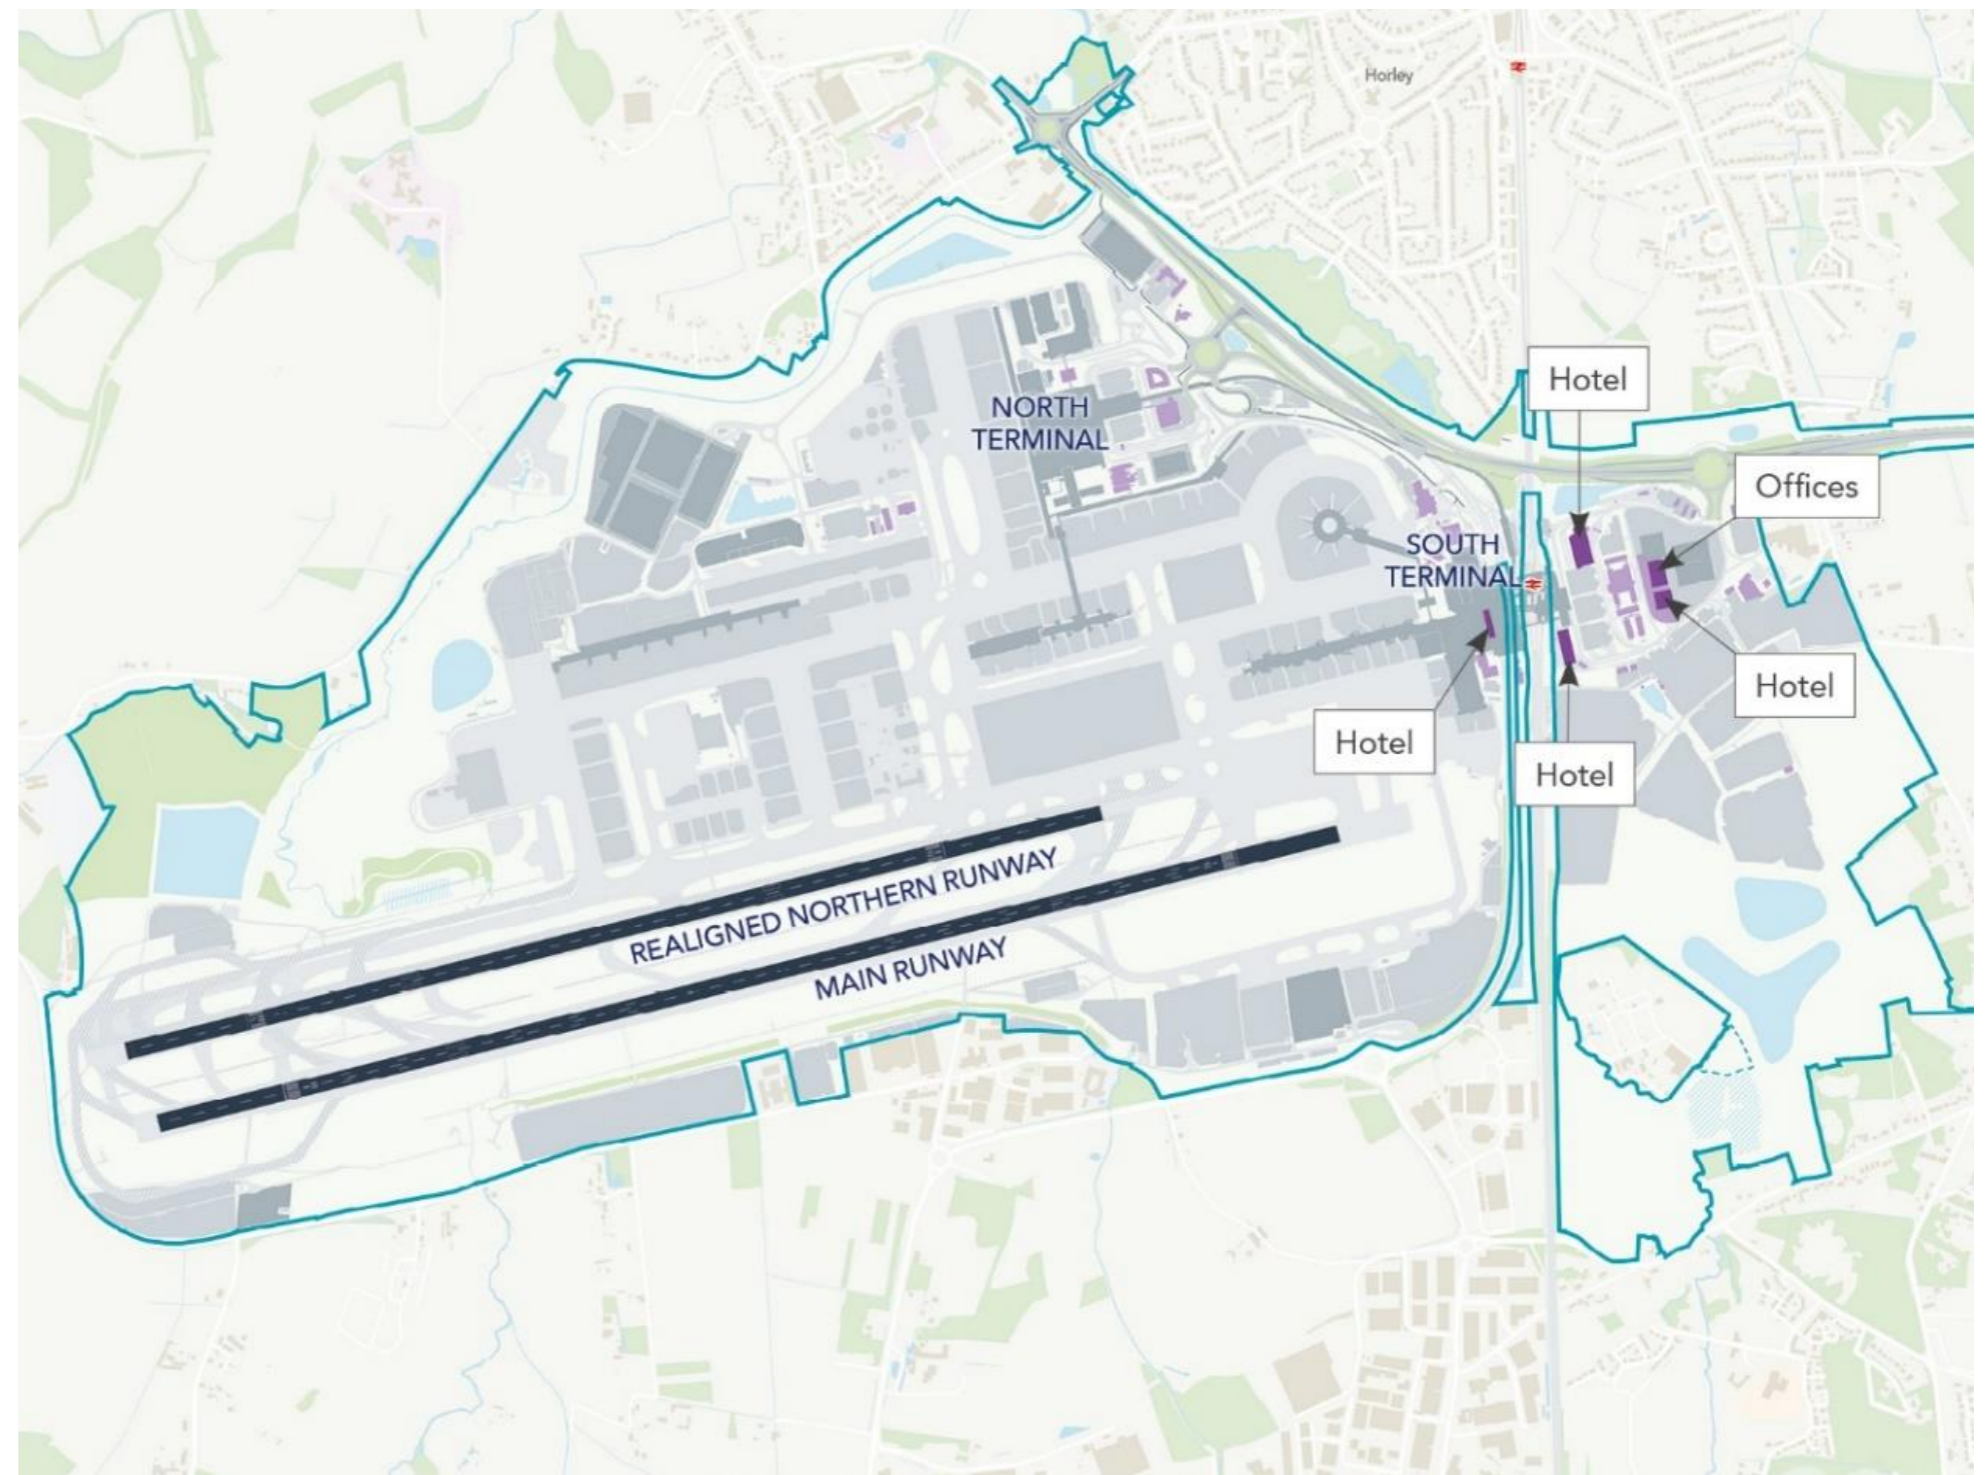 Horley
Hotel
NORTH
TERMINAL
Offices
SOUTH
TERMINAL
Hotel
Hotel
Hotel
REALIGNED NORTHERN RUNWAY
MAIN RUNWAY